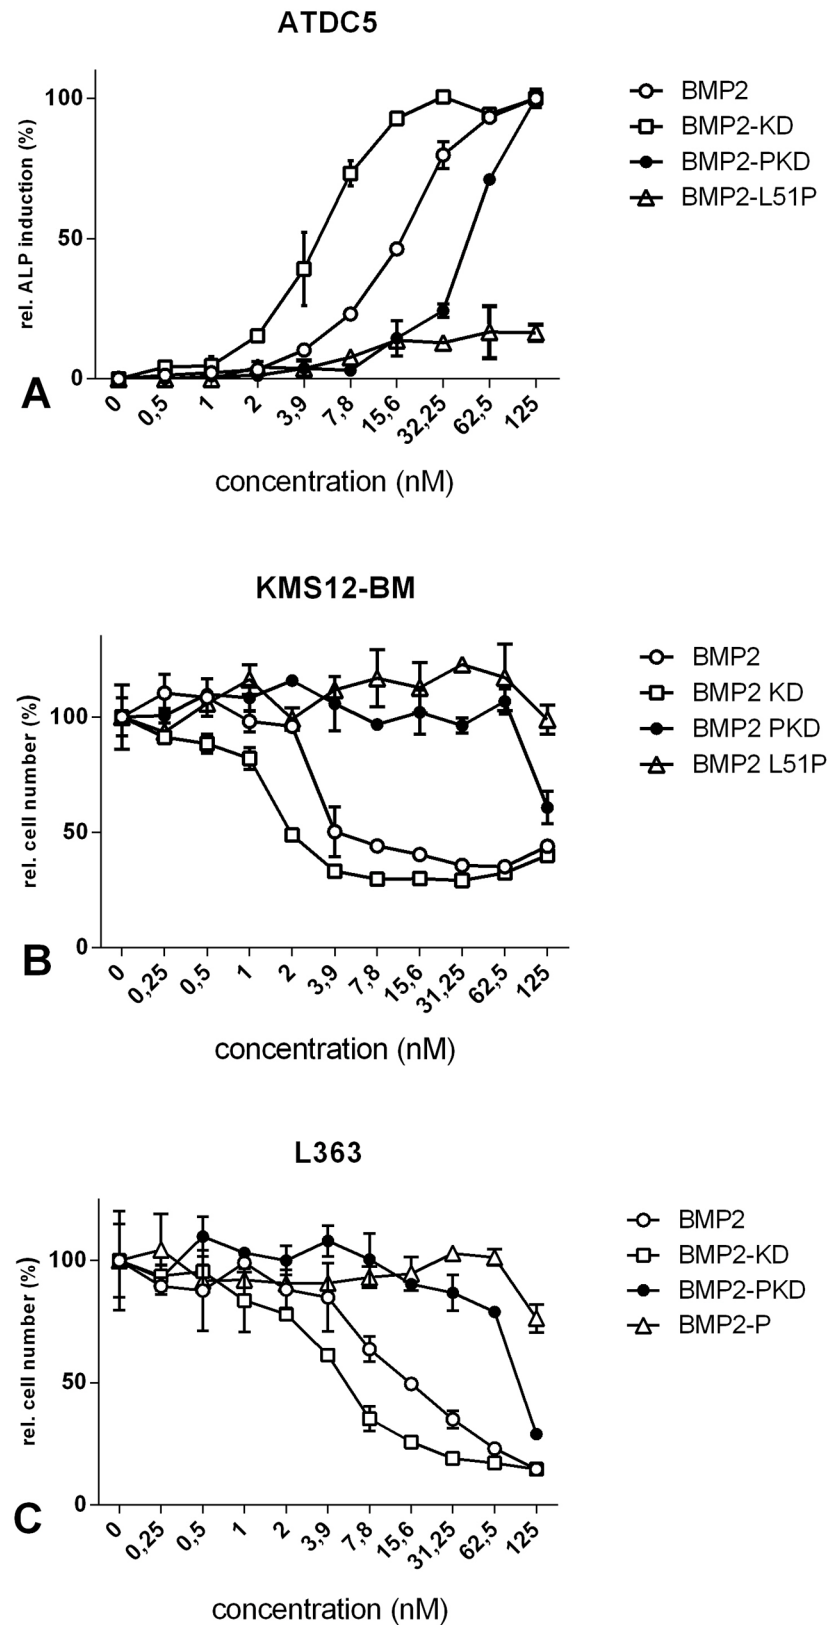 ATDC5
rel. ALP induction (%)
100
50
0
0
0,5
1
2
3,9
7,8
15,6
32,25
62,5
125
concentration (nM)
BMP2
BMP2-KD
BMP2-PKD
BMP2-L51P
A
KMS12-BM
rel. cell number (%)
100
50
0
0
0,25
0,5
1
2
3,9
7,8
15,6
31,25
62,5
125
concentration (nM)
BMP2
BMP2 KD
BMP2 PKD
BMP2 L51P
B
L363
rel. cell number (%)
100
50
0
0
0,25
0,5
1
2
3,9
7,8
15,6
31,25
62,5
125
concentration (nM)
BMP2
BMP2-KD
BMP2-PKD
BMP2-P
C